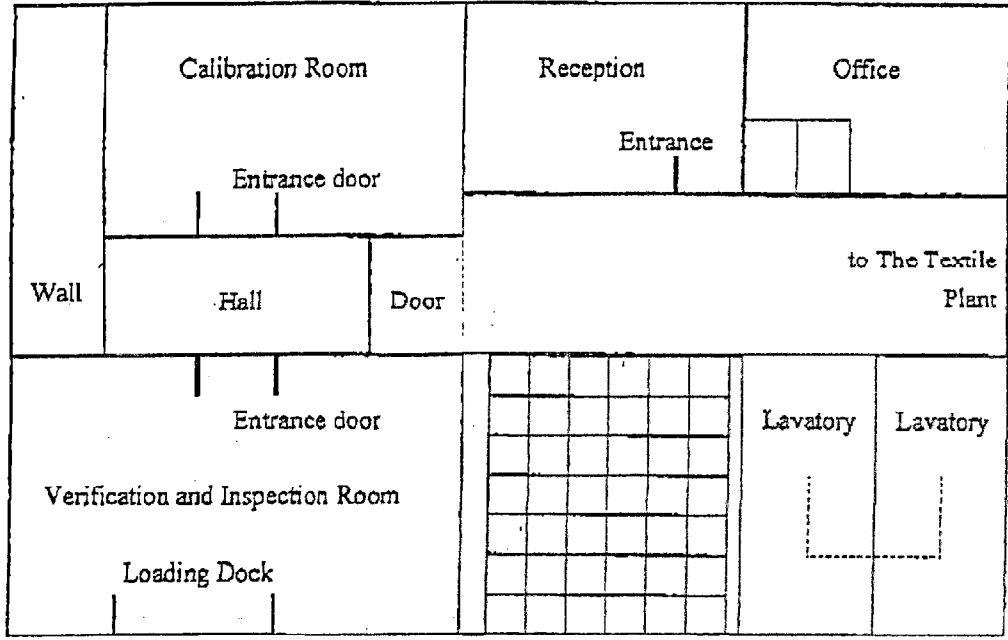 Calibration Room
Reception
Office
Entrance
Entrance door
to The Textile
Plant
Wall
Hall
Door
Entrance door
Lavatory
Lavatory
Verification and Inspection Room
Loading Dock